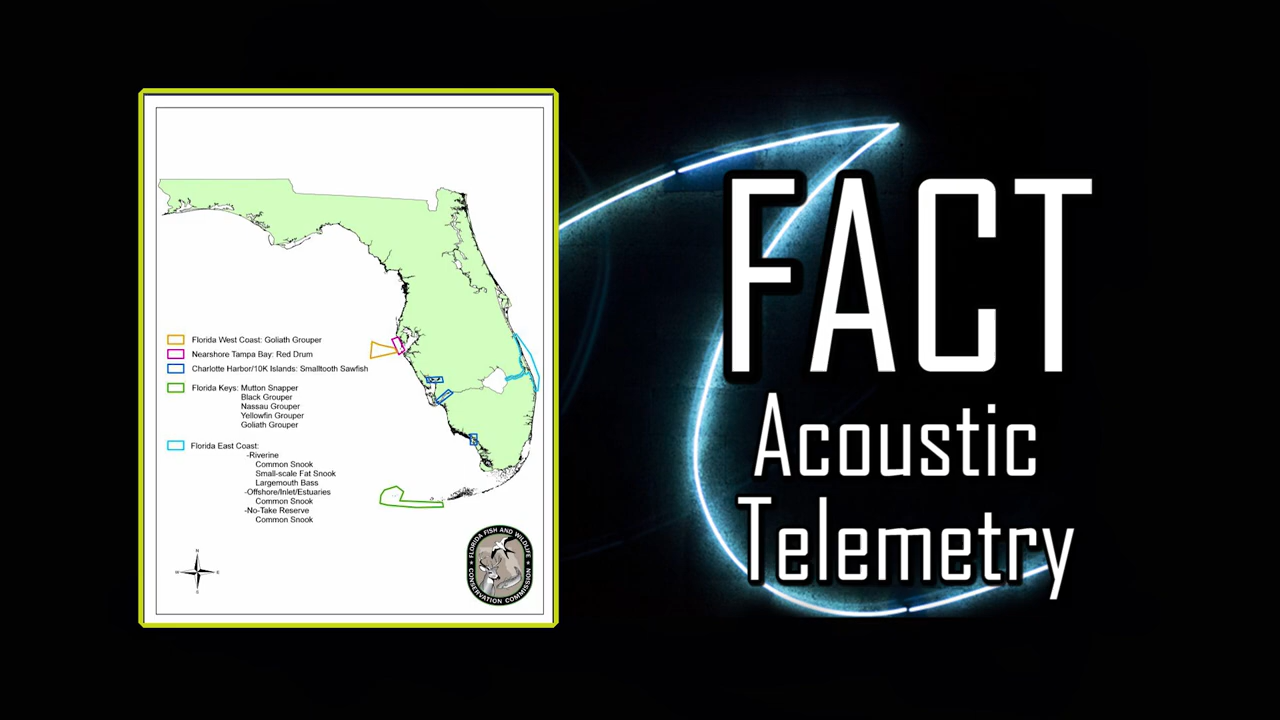 Florida West Coast: Goliath Grouper
Nearshore Tampa Bay: Red Drum
Charlotte Harbor/10K Islands: Smalltooth Sawfish
Florida Keys: Mutton Snapper
Black Grouper
Nassau Grouper
Yellowfin Grouper
Goliath Grouper
Florida East Coast:
-Riverine
Common Snook
Small-scale Fat Snook
Largemouth Bass
-Offshore/Inlet/Estuaries
Common Snook
-No-Take Reserve
Common Snook
N
W
E
S
FLORIDA FISH AND WILDLIFE
CONSERVATION COMMISSION
FACT
Acoustic
Telemetry